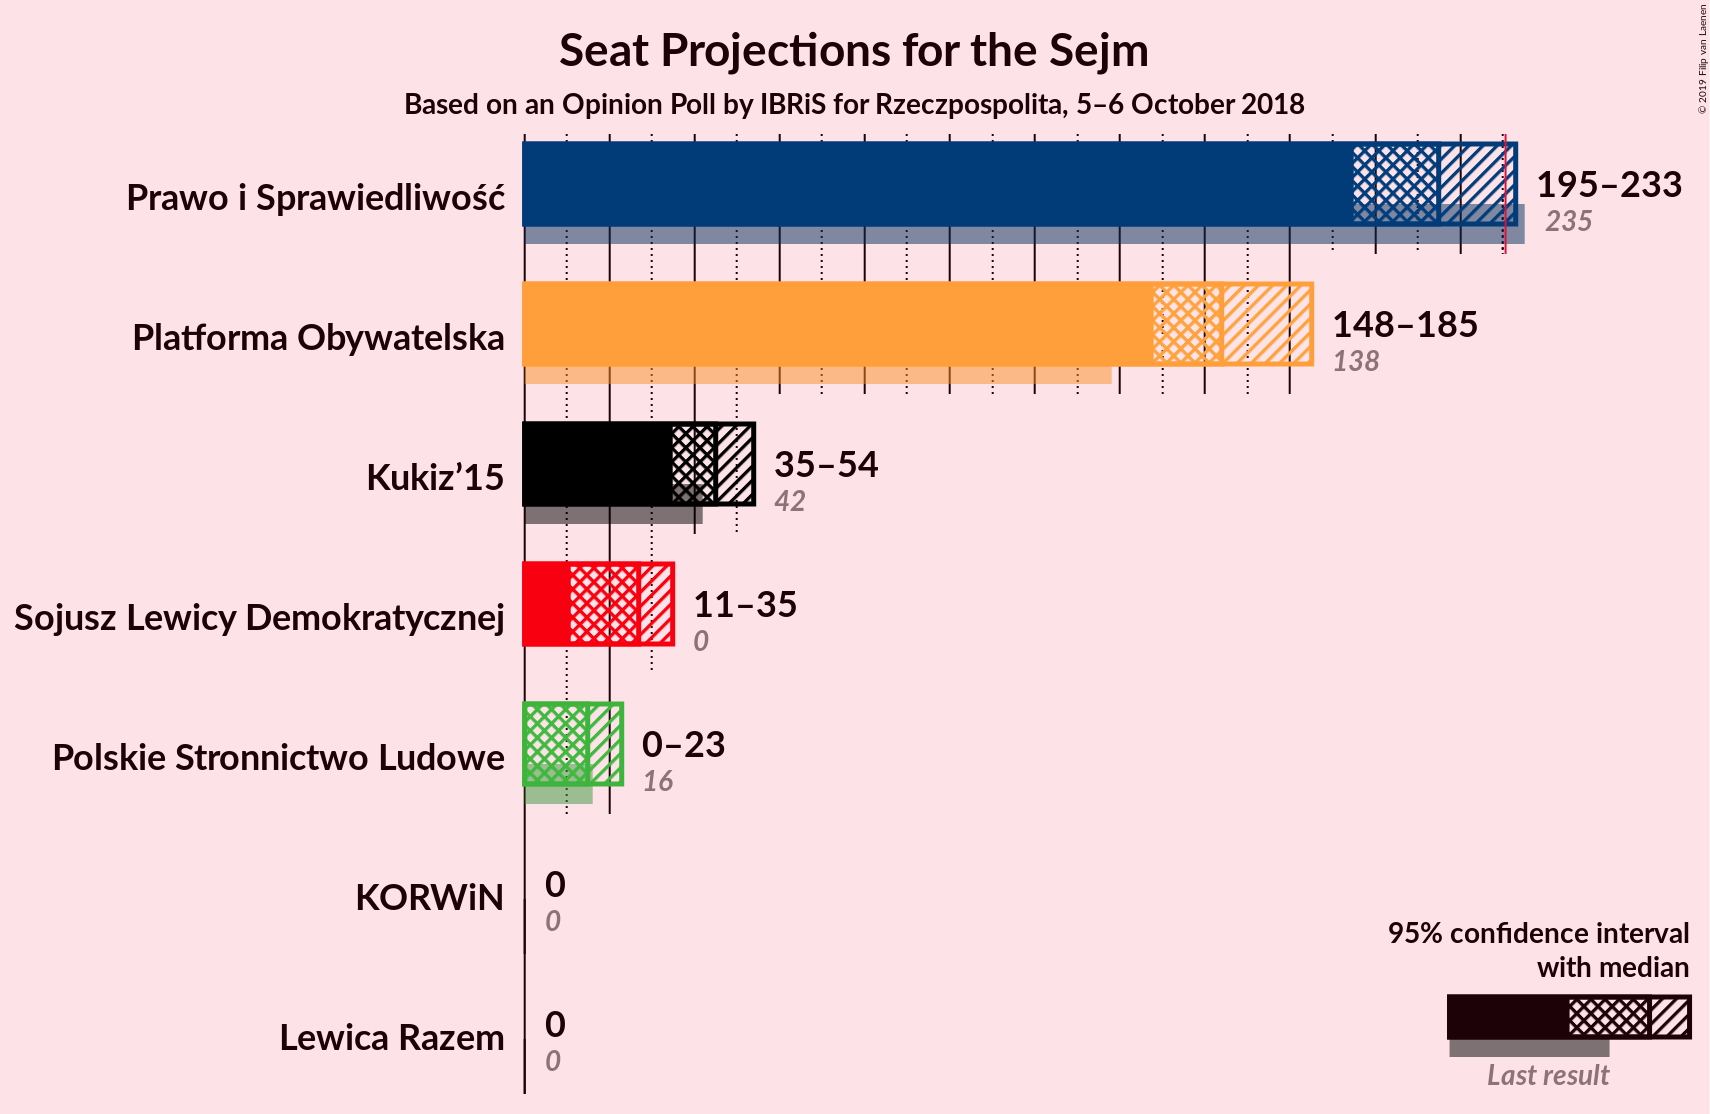 Seat Projections for the Sejm
Based on an Opinion Poll by IBRiS for Rzeczpospolita, 5–6 October 2018
© 2019 Filip van Laenen
Prawo i Sprawiedliwość
195–233
235
Platforma Obywatelska
148–185
138
Kukiz’15
35–54
42
Sojusz Lewicy Demokratycznej
11–35
0
Polskie Stronnictwo Ludowe
0–23
16
KORWiN
0
0
Lewica Razem
0
0
95% confidence interval
with median
Last result